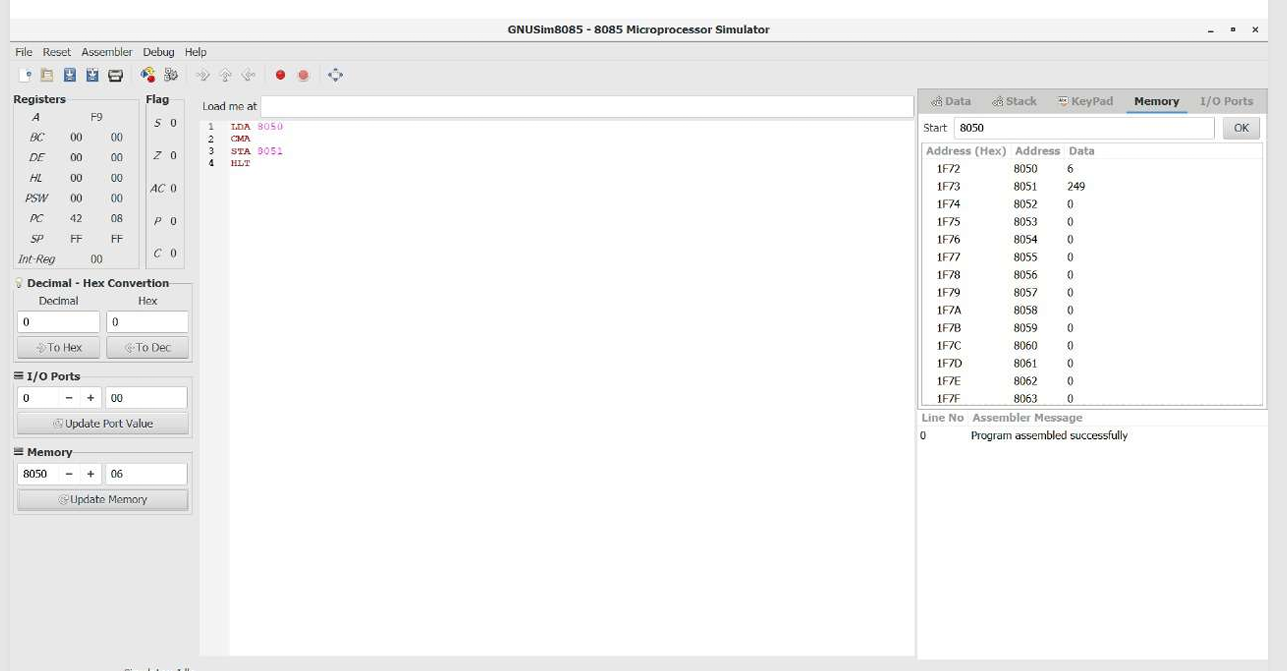 GNUSim8085 - 8085 Microprocessor Simulator
File Reset Assembler Debug Help
Registers
A F9
BC 00 00
DE 00 00
HL 00 00
PSW 00 00
PC 42 08
SP FF FF
Int-Reg 00
Flag
S 0
Z 0
AC 0
P 0
C 0
Decimal - Hex Convertion
Decimal Hex
0 0
To Hex To Dec
I/O Ports
0 - + 00
Update Port Value
Memory
8050 - + 06
Update Memory
Load me at
1 LDA 8050
2 CMA
3 STA 8051
4 HLT
Data Stack KeyPad Memory I/O Ports
Start 8050 OK
Address (Hex) Address Data
1F72 8050 6
1F73 8051 249
1F74 8052 0
1F75 8053 0
1F76 8054 0
1F77 8055 0
1F78 8056 0
1F79 8057 0
1F7A 8058 0
1F7B 8059 0
1F7C 8060 0
1F7D 8061 0
1F7E 8062 0
1F7F 8063 0
Line No Assembler Message
0 Program assembled successfully